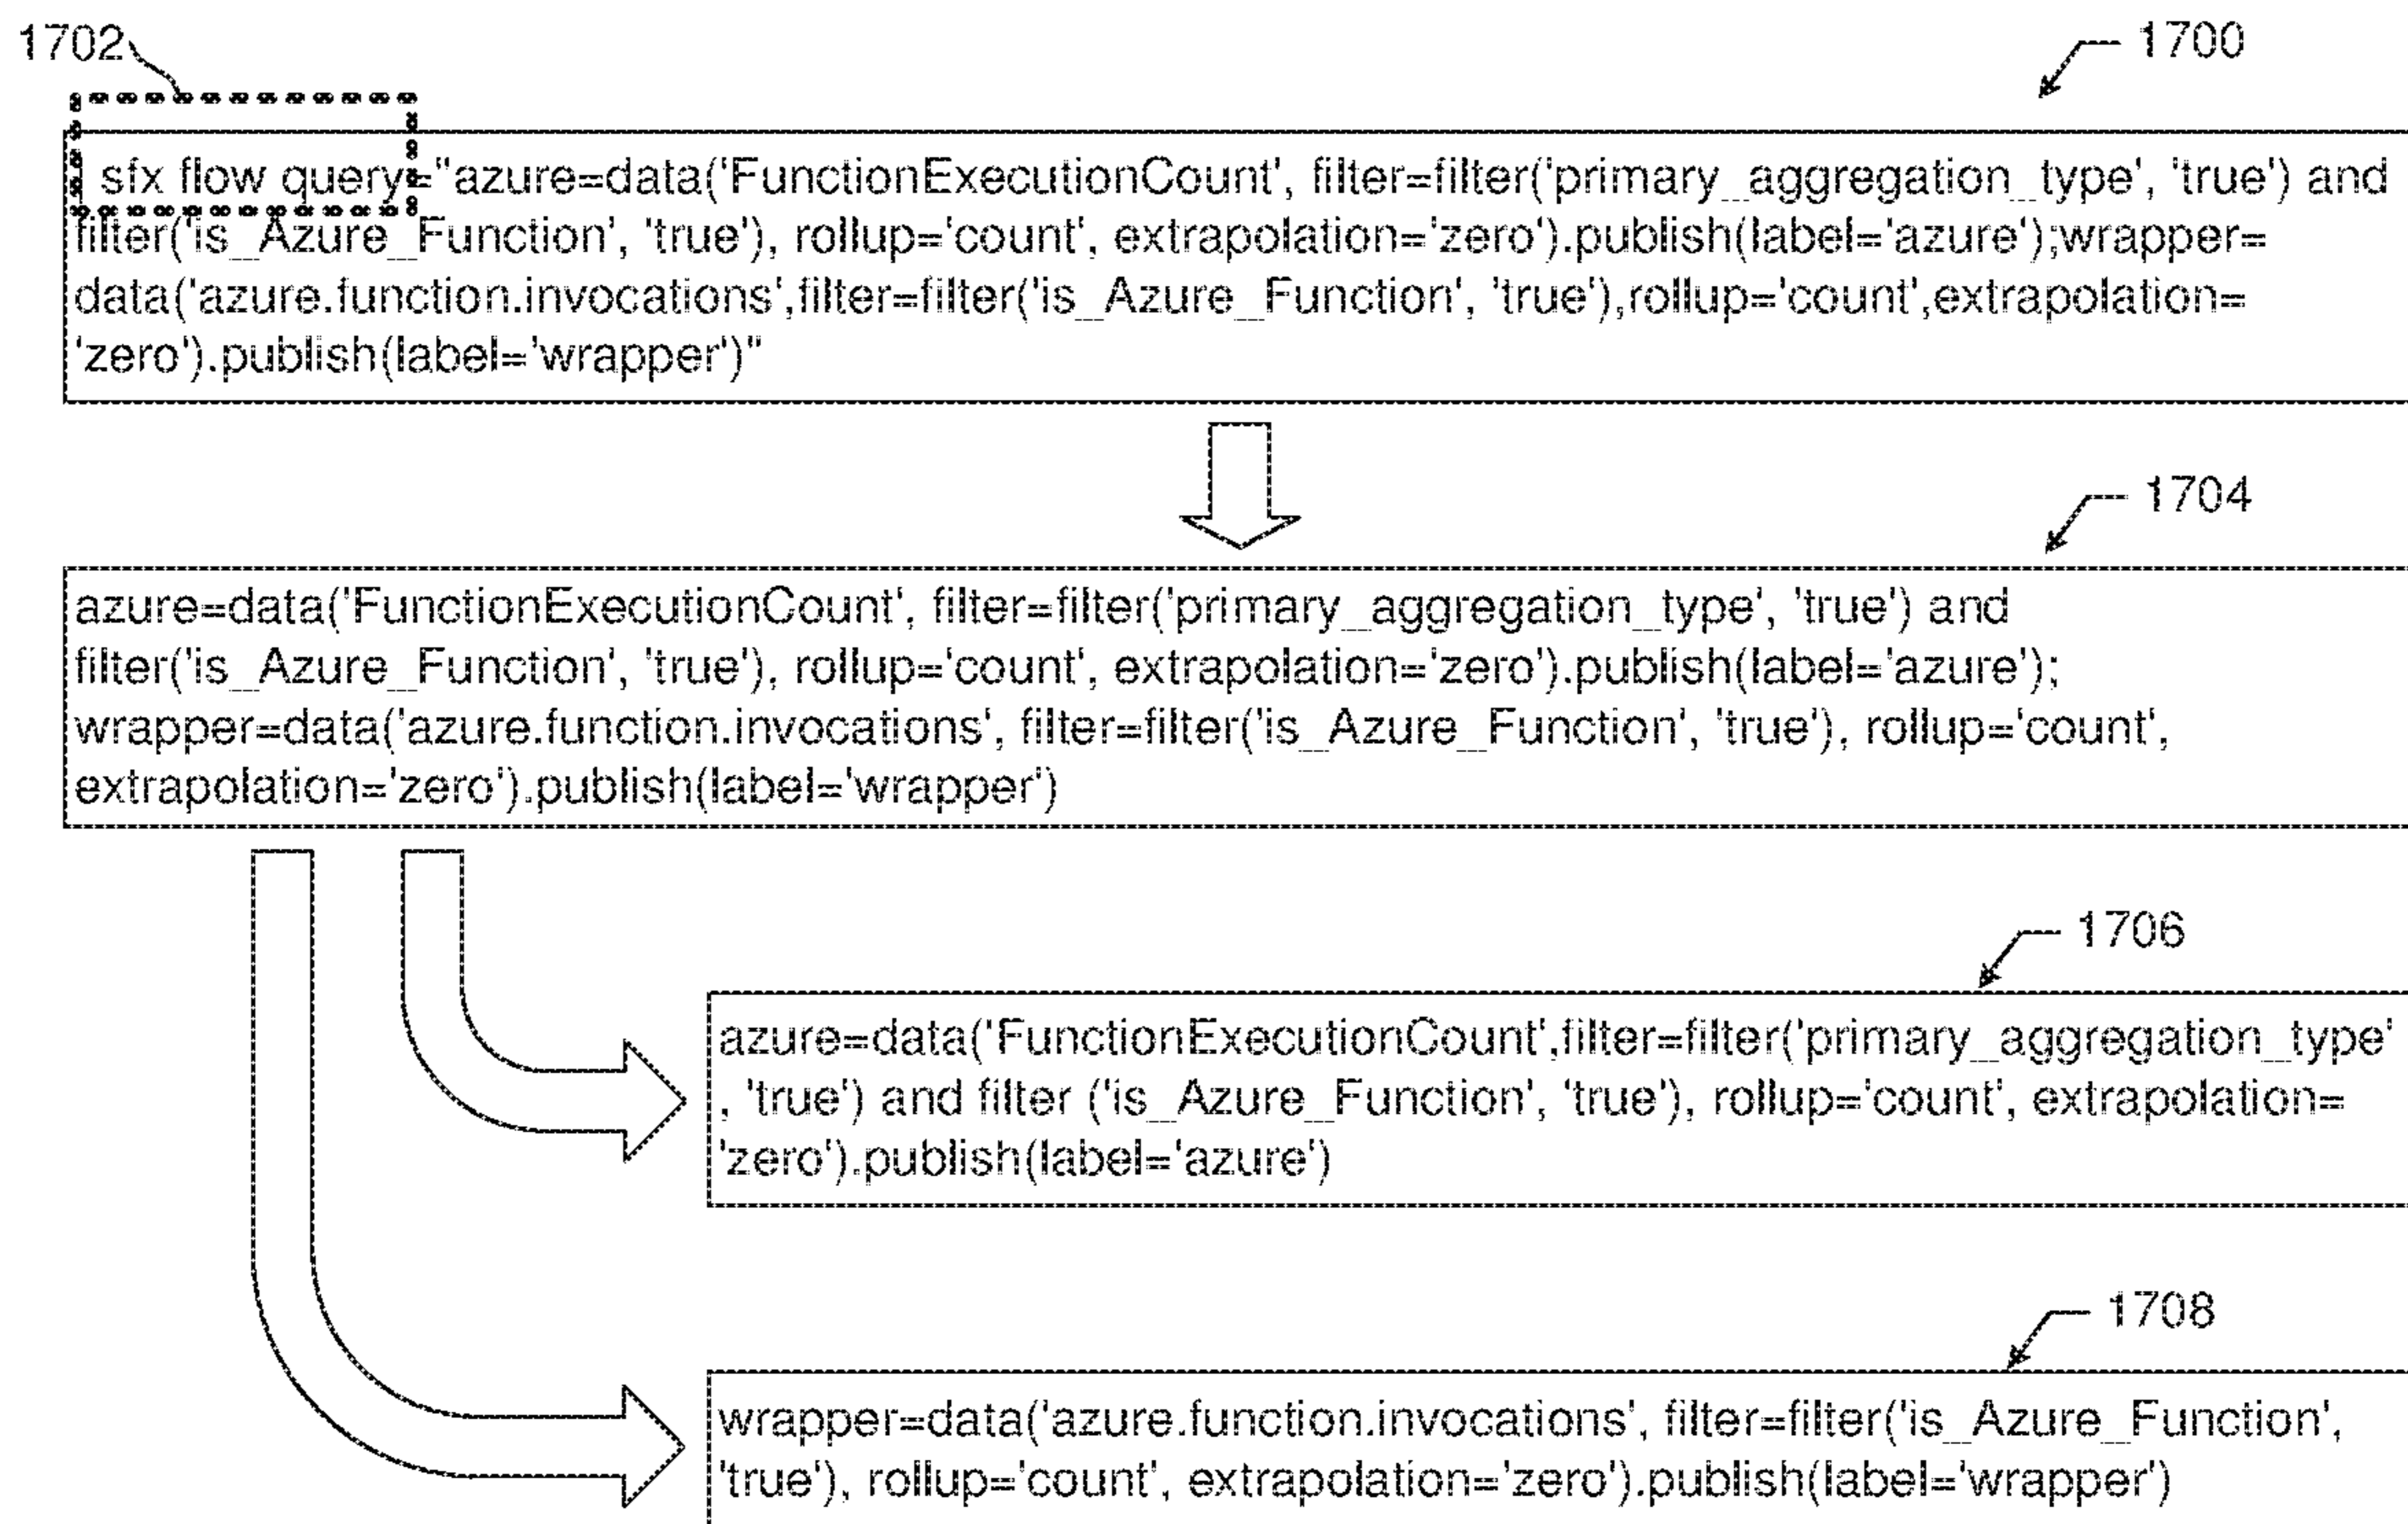 1702
1700
sfx flow query="azure=data('FunctionExecutionCount', filter=filter('primary_aggregation_type', 'true') and
filter('is_Azure_Function', 'true'), rollup='count', extrapolation='zero').publish(label='azure');wrapper=
data('azure.function.invocations',filter=filter('is_Azure_Function', 'true'),rollup='count',extrapolation=
'zero').publish(label='wrapper')"
1704
azure=data('FunctionExecutionCount', filter=filter('primary_aggregation_type', 'true') and
filter('is_Azure_Function', 'true'), rollup='count', extrapolation='zero').publish(label='azure');
wrapper=data('azure.function.invocations', filter=filter('is_Azure_Function', 'true'), rollup='count',
extrapolation='zero').publish(label='wrapper')
1706
azure=data('FunctionExecutionCount',filter=filter('primary_aggregation_type'
, 'true') and filter ('is_Azure_Function', 'true'), rollup='count', extrapolation=
'zero').publish(label='azure')
1708
wrapper=data('azure.function.invocations', filter=filter('is_Azure_Function',
'true'), rollup='count', extrapolation='zero').publish(label='wrapper')